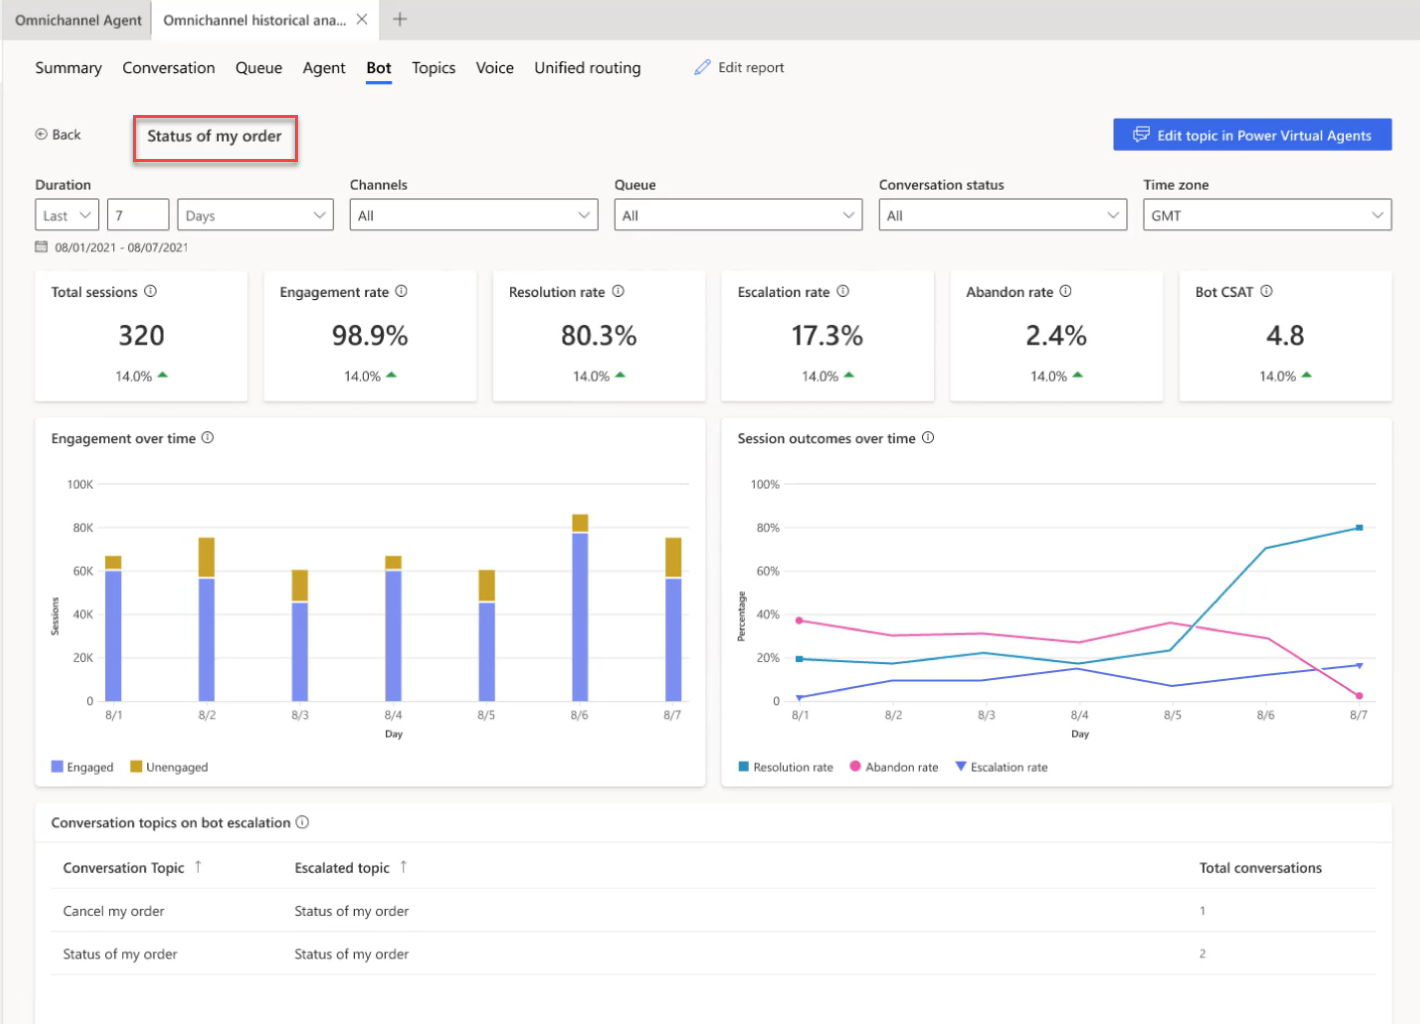 Omnichannel Agent
Omnichannel historical ana...
Summary Conversation Queue Agent Bot Topics Voice Unified routing Edit report
Back
Status of my order
Edit topic in Power Virtual Agents
Duration Channels Queue Conversation status Time zone
Last 7 Days All All All GMT
08/01/2021 - 08/07/2021
Total sessions Engagement rate Resolution rate Escalation rate Abandon rate Bot CSAT
320 98.9% 80.3% 17.3% 2.4% 4.8
14.0% 14.0% 14.0% 14.0% 14.0% 14.0%
Engagement over time
100K
80K
60K
40K
20K
0
Sessions
8/1 8/2 8/3 8/4 8/5 8/6 8/7
Day
Engaged Unengaged
Session outcomes over time
100%
80%
60%
40%
20%
0
Percentage
8/1 8/2 8/3 8/4 8/5 8/6 8/7
Day
Resolution rate Abandon rate Escalation rate
Conversation topics on bot escalation
Conversation Topic ↑ Escalated topic ↑ Total conversations
Cancel my order Status of my order 1
Status of my order Status of my order 2